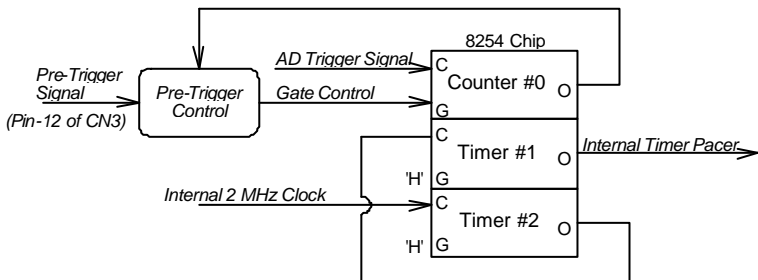 8254 Chip
AD Trigger Signal
C
Counter #0
O
Pre-Trigger
Signal
(Pin-12 of CN3)
Pre-Trigger
Control
Gate Control
G
C
Timer #1
O
Internal Timer Pacer
'H'
G
Internal 2 MHz Clock
C
Timer #2
O
'H'
G